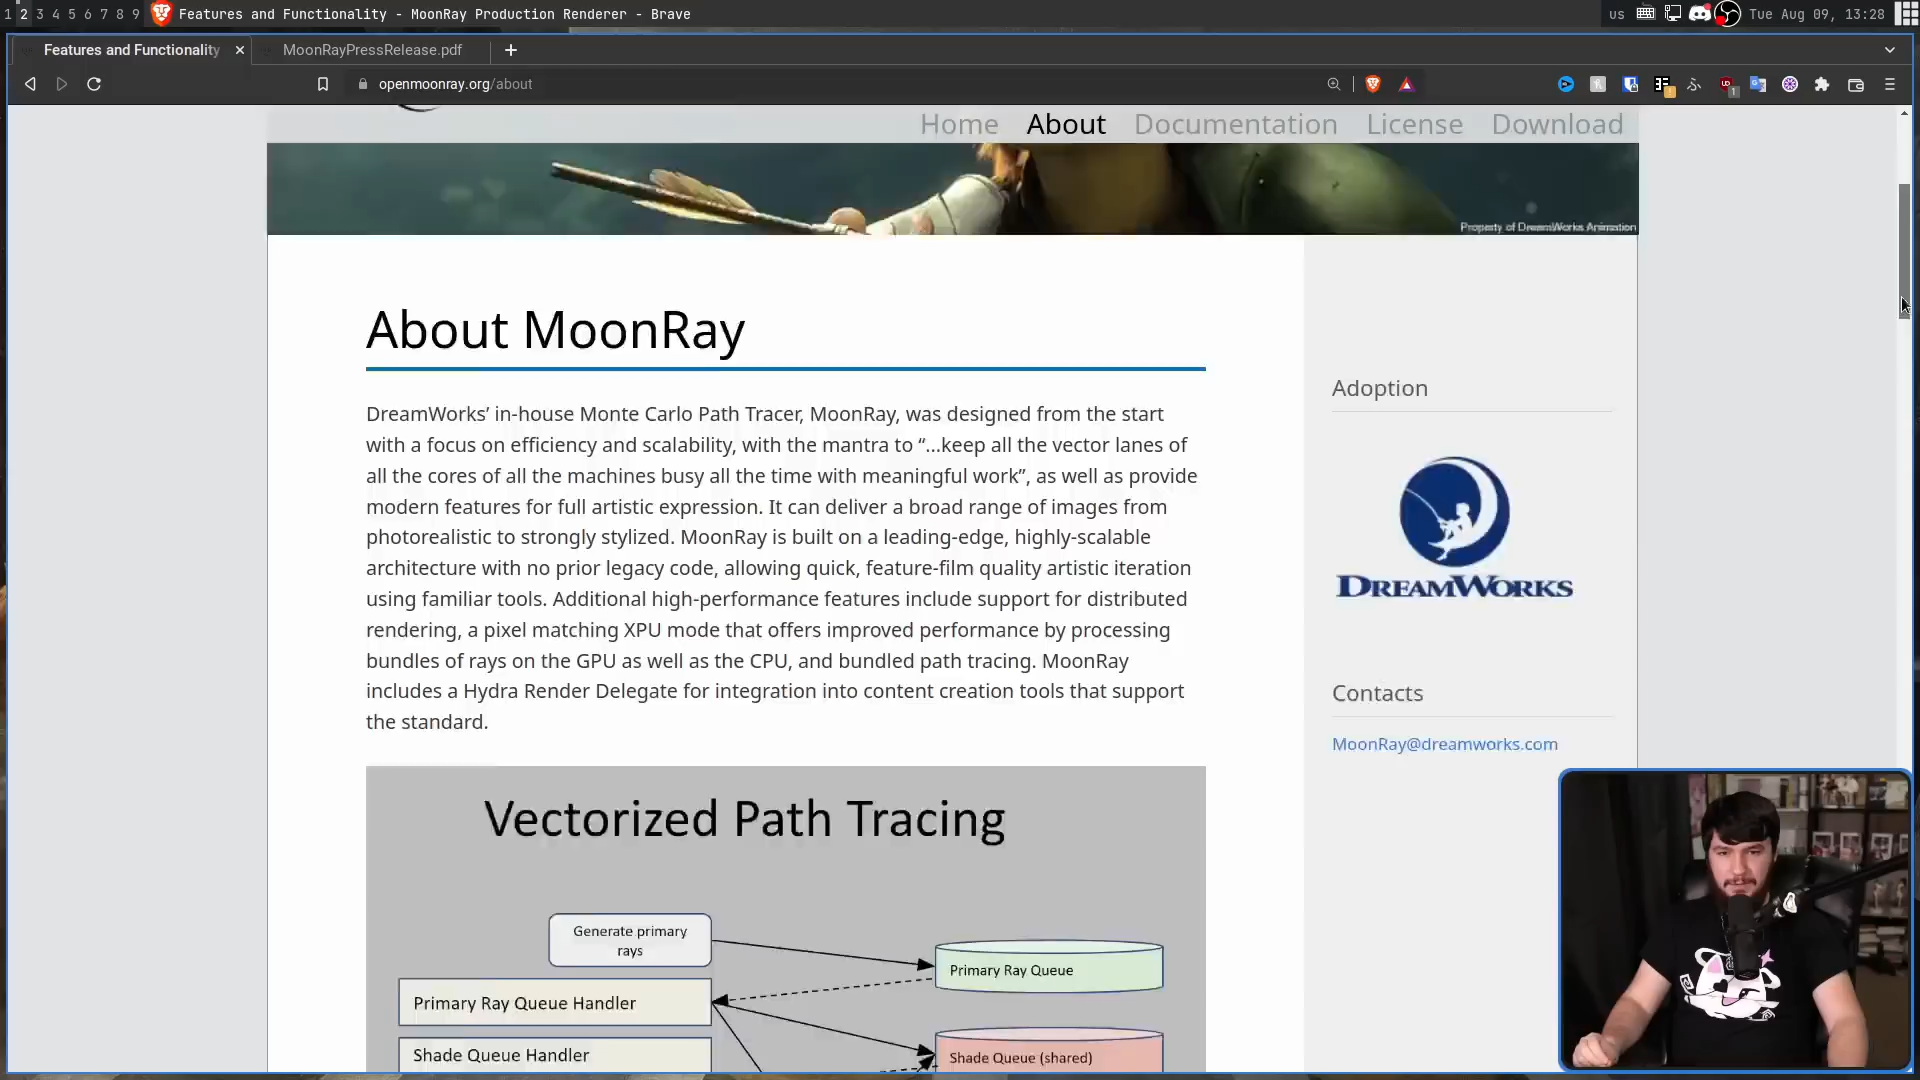 1 2 3 4 5 6 7 8 9 Features and Functionality - MoonRay Production Renderer - Brave us Tue Aug 09, 13:28
Features and Functionality MoonRayPressRelease.pdf
openmoonray.org/about
Home About Documentation License Download
Property of DreamWorks Animation
About MoonRay
DreamWorks’ in-house Monte Carlo Path Tracer, MoonRay, was designed from the start
with a focus on efficiency and scalability, with the mantra to “...keep all the vector lanes of
all the cores of all the machines busy all the time with meaningful work”, as well as provide
modern features for full artistic expression. It can deliver a broad range of images from
photorealistic to strongly stylized. MoonRay is built on a leading-edge, highly-scalable
architecture with no prior legacy code, allowing quick, feature-film quality artistic iteration
using familiar tools. Additional high-performance features include support for distributed
rendering, a pixel matching XPU mode that offers improved performance by processing
bundles of rays on the GPU as well as the CPU, and bundled path tracing. MoonRay
includes a Hydra Render Delegate for integration into content creation tools that support
the standard.
Vectorized Path Tracing
Generate primary
rays
Primary Ray Queue
Primary Ray Queue Handler
Shade Queue Handler
Shade Queue (shared)
Adoption
DREAMWORKS
Contacts
MoonRay@dreamworks.com